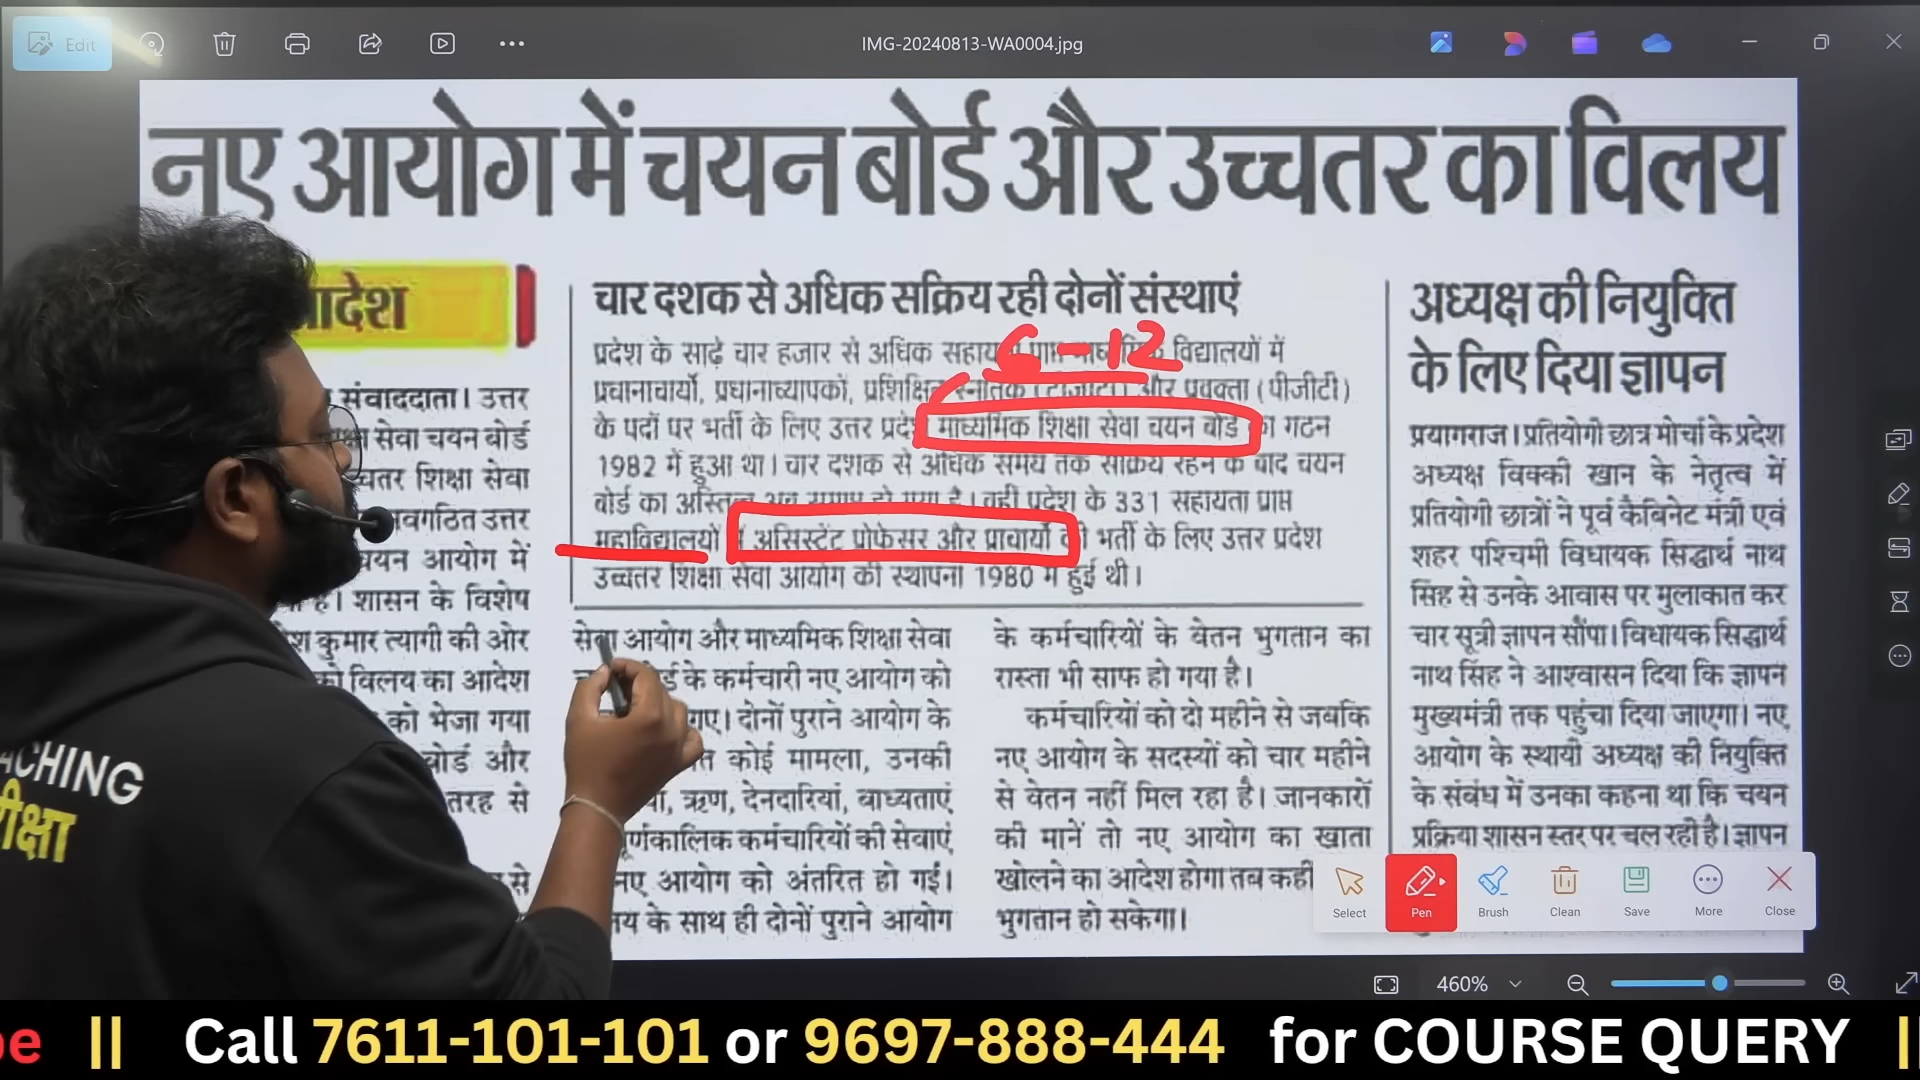 Edit
IMG-20240813-WA0004.jpg
नए आयोग में चयन बोर्ड और उच्चतर का विलय
चार दशक से अधिक सक्रिय रही दोनों संस्थाएं
प्रदेश के साढ़े चार हजार से अधिक विद्यालयों में
6-12
प्रधानाचार्यों, प्रधानाध्यापकों, और प्रवक्ता (पीजीटी)
के पदों पर भर्ती के लिए उत्तर प्रदेश माध्यमिक शिक्षा सेवा चयन बोर्ड का गठन
1982 में हुआ था। चार दशक से अधिक समय तक सक्रिय रहने के बाद चयन
बोर्ड का वहीं प्रदेश के 331 सहायता प्राप्त
महाविद्यालयों में असिस्टेंट प्रोफेसर और प्राचार्यों की भर्ती के लिए उत्तर प्रदेश
उच्चतर शिक्षा सेवा आयोग की स्थापना 1980 में हुई थी।
संवाददाता। उत्तर
सेवा चयन बोर्ड
शिक्षा सेवा
उत्तर
चयन आयोग में
है। शासन के विशेष
कुमार त्यागी की ओर
विलय का आदेश
को भेजा गया
बोर्ड और
तरह से
से
सेवा आयोग और माध्यमिक शिक्षा सेवा
के कर्मचारी नए आयोग को
गए। दोनों पुराने आयोग के
कोई मामला, उनकी
ऋण, देनदारियां, बाध्यताएं
कर्मचारियों की सेवाएं
नए आयोग को अंतरित हो गई।
के साथ ही दोनों पुराने आयोग
के कर्मचारियों के वेतन भुगतान का
रास्ता भी साफ हो गया है।
कर्मचारियों को दो महीने से जबकि
नए आयोग के सदस्यों को चार महीने
से वेतन नहीं मिल रहा है। जानकारों
की मानें तो नए आयोग का खाता
खोलने का आदेश होगा तब कहीं
भुगतान हो सकेगा।
अध्यक्ष की नियुक्ति
के लिए दिया ज्ञापन
प्रयागराज। प्रतियोगी छात्र मोर्चा के प्रदेश
अध्यक्ष विक्की खान के नेतृत्व में
प्रतियोगी छात्रों ने पूर्व कैबिनेट मंत्री एवं
शहर पश्चिमी विधायक सिद्धार्थ नाथ
सिंह से उनके आवास पर मुलाकात कर
चार सूत्री ज्ञापन सौंपा। विधायक सिद्धार्थ
नाथ सिंह ने आश्वासन दिया कि ज्ञापन
मुख्यमंत्री तक पहुंचा दिया जाएगा। नए
आयोग के स्थायी अध्यक्ष की नियुक्ति
के संबंध में उनका कहना था कि चयन
प्रक्रिया शासन स्तर पर चल रही है। ज्ञापन
Select
Pen
Brush
Clean
Save
More
Close
460%
|| Call 7611-101-101 or 9697-888-444 for COURSE QUERY ||